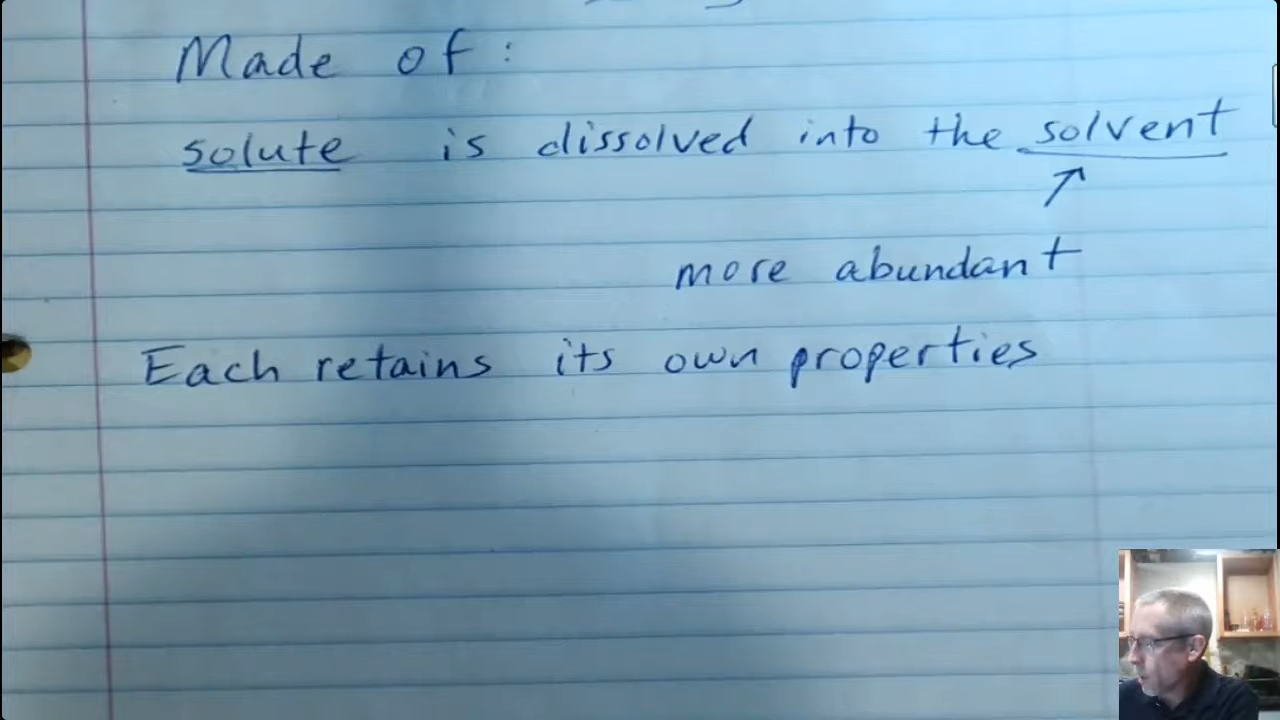 Made of:
solute is dissolved into the solvent
↗
more abundant
Each retains its own properties